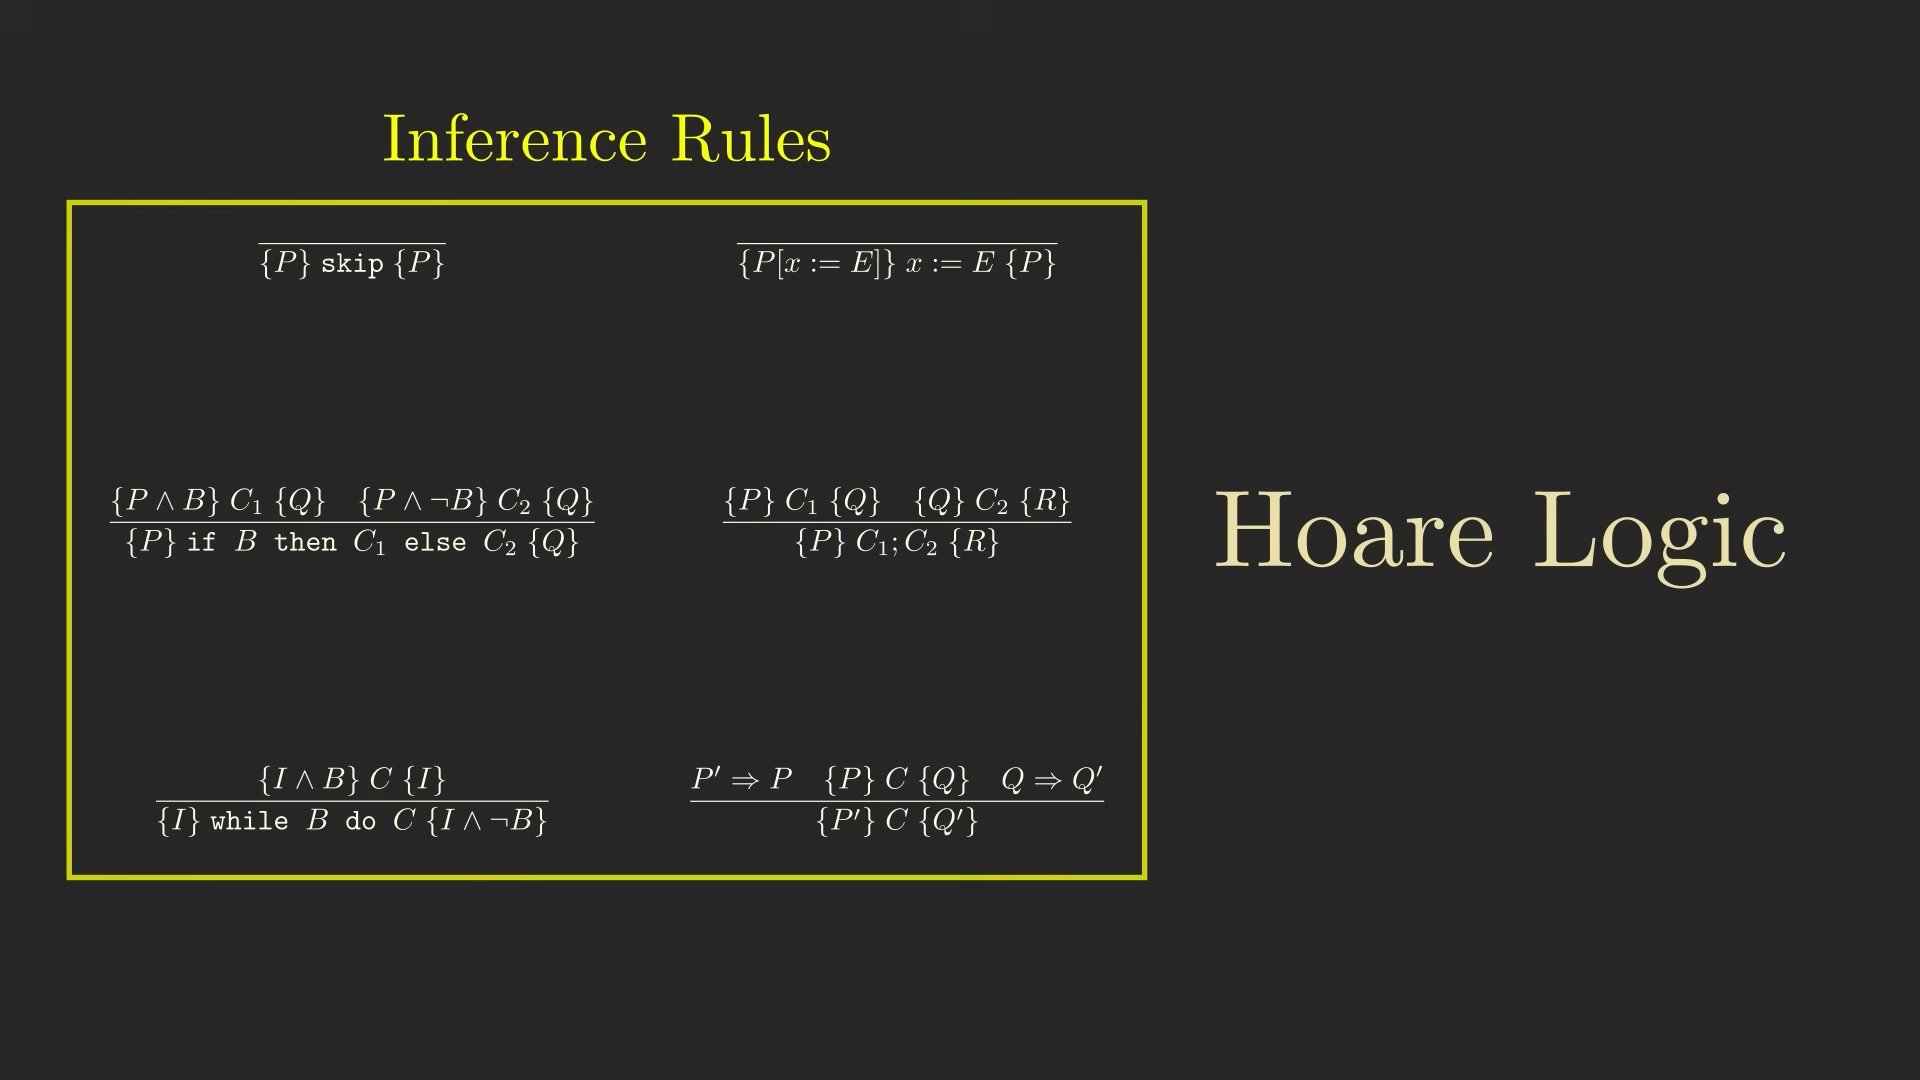 Inference Rules
{P} skip {P}
{P[x := E]} x := E {P}
{P ∧ B} C₁ {Q} {P ∧ ¬B} C₂ {Q}
{P} if B then C₁ else C₂ {Q}
{P} C₁ {Q} {Q} C₂ {R}
{P} C₁; C₂ {R}
Hoare Logic
{I ∧ B} C {I}
{I} while B do C {I ∧ ¬B}
P′ ⇒ P {P} C {Q} Q ⇒ Q′
{P′} C {Q′}